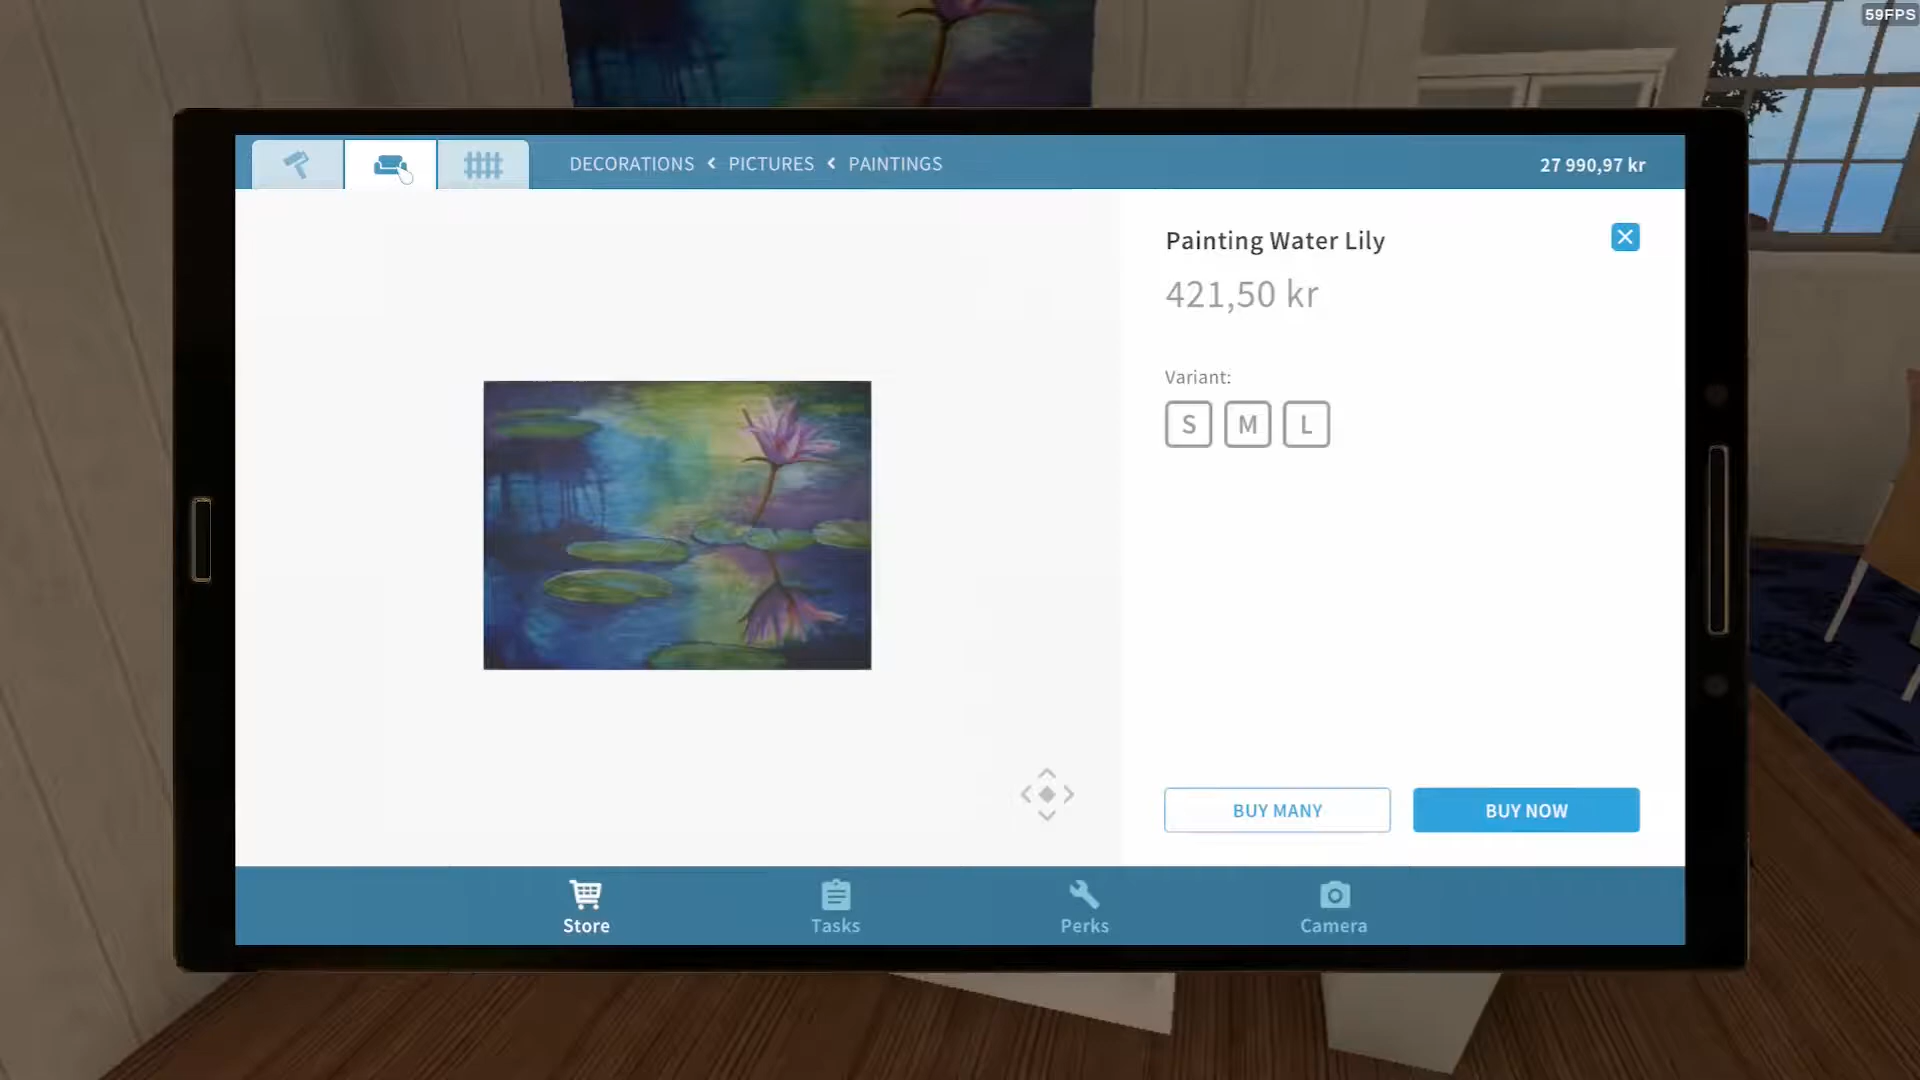 59FPS
DECORATIONS < PICTURES < PAINTINGS
27 990,97 kr
Painting Water Lily
421,50 kr
Variant:
S M L
BUY MANY BUY NOW
Store Tasks Perks Camera